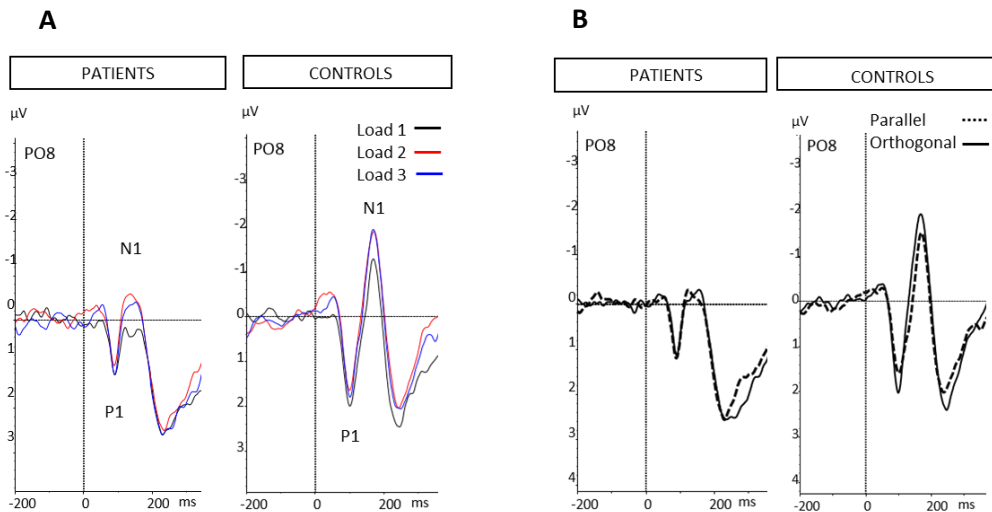 A
PATIENTS
CONTROLS
µV
µV
PO8
PO8
Load 1
Load 2
Load 3
N1
N1
P1
P1
-3
-2
-1
0
1
2
3
-3
-2
-1
0
1
2
3
-200
0
200
ms
-200
0
200
ms
B
PATIENTS
CONTROLS
µV
µV
PO8
PO8
Parallel
Orthogonal
-3
-2
-1
0
1
2
3
4
-3
-2
-1
0
1
2
3
4
-200
0
200
ms
-200
0
200
ms